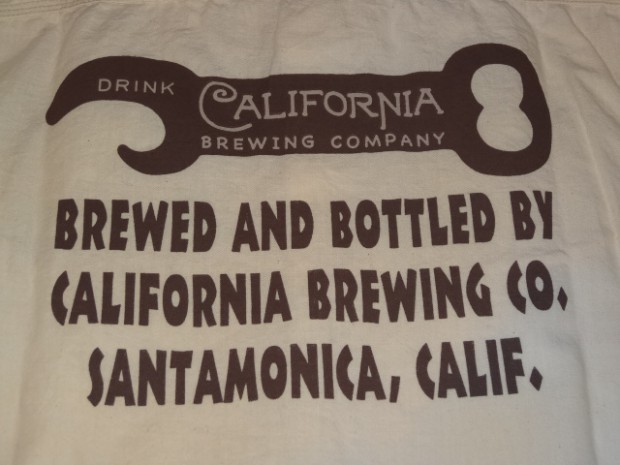 DRINK
CALIFORNIA
BREWING COMPANY
BREWED AND BOTTLED BY
CALIFORNIA BREWING CO.
SANTAMONICA, CALIF.